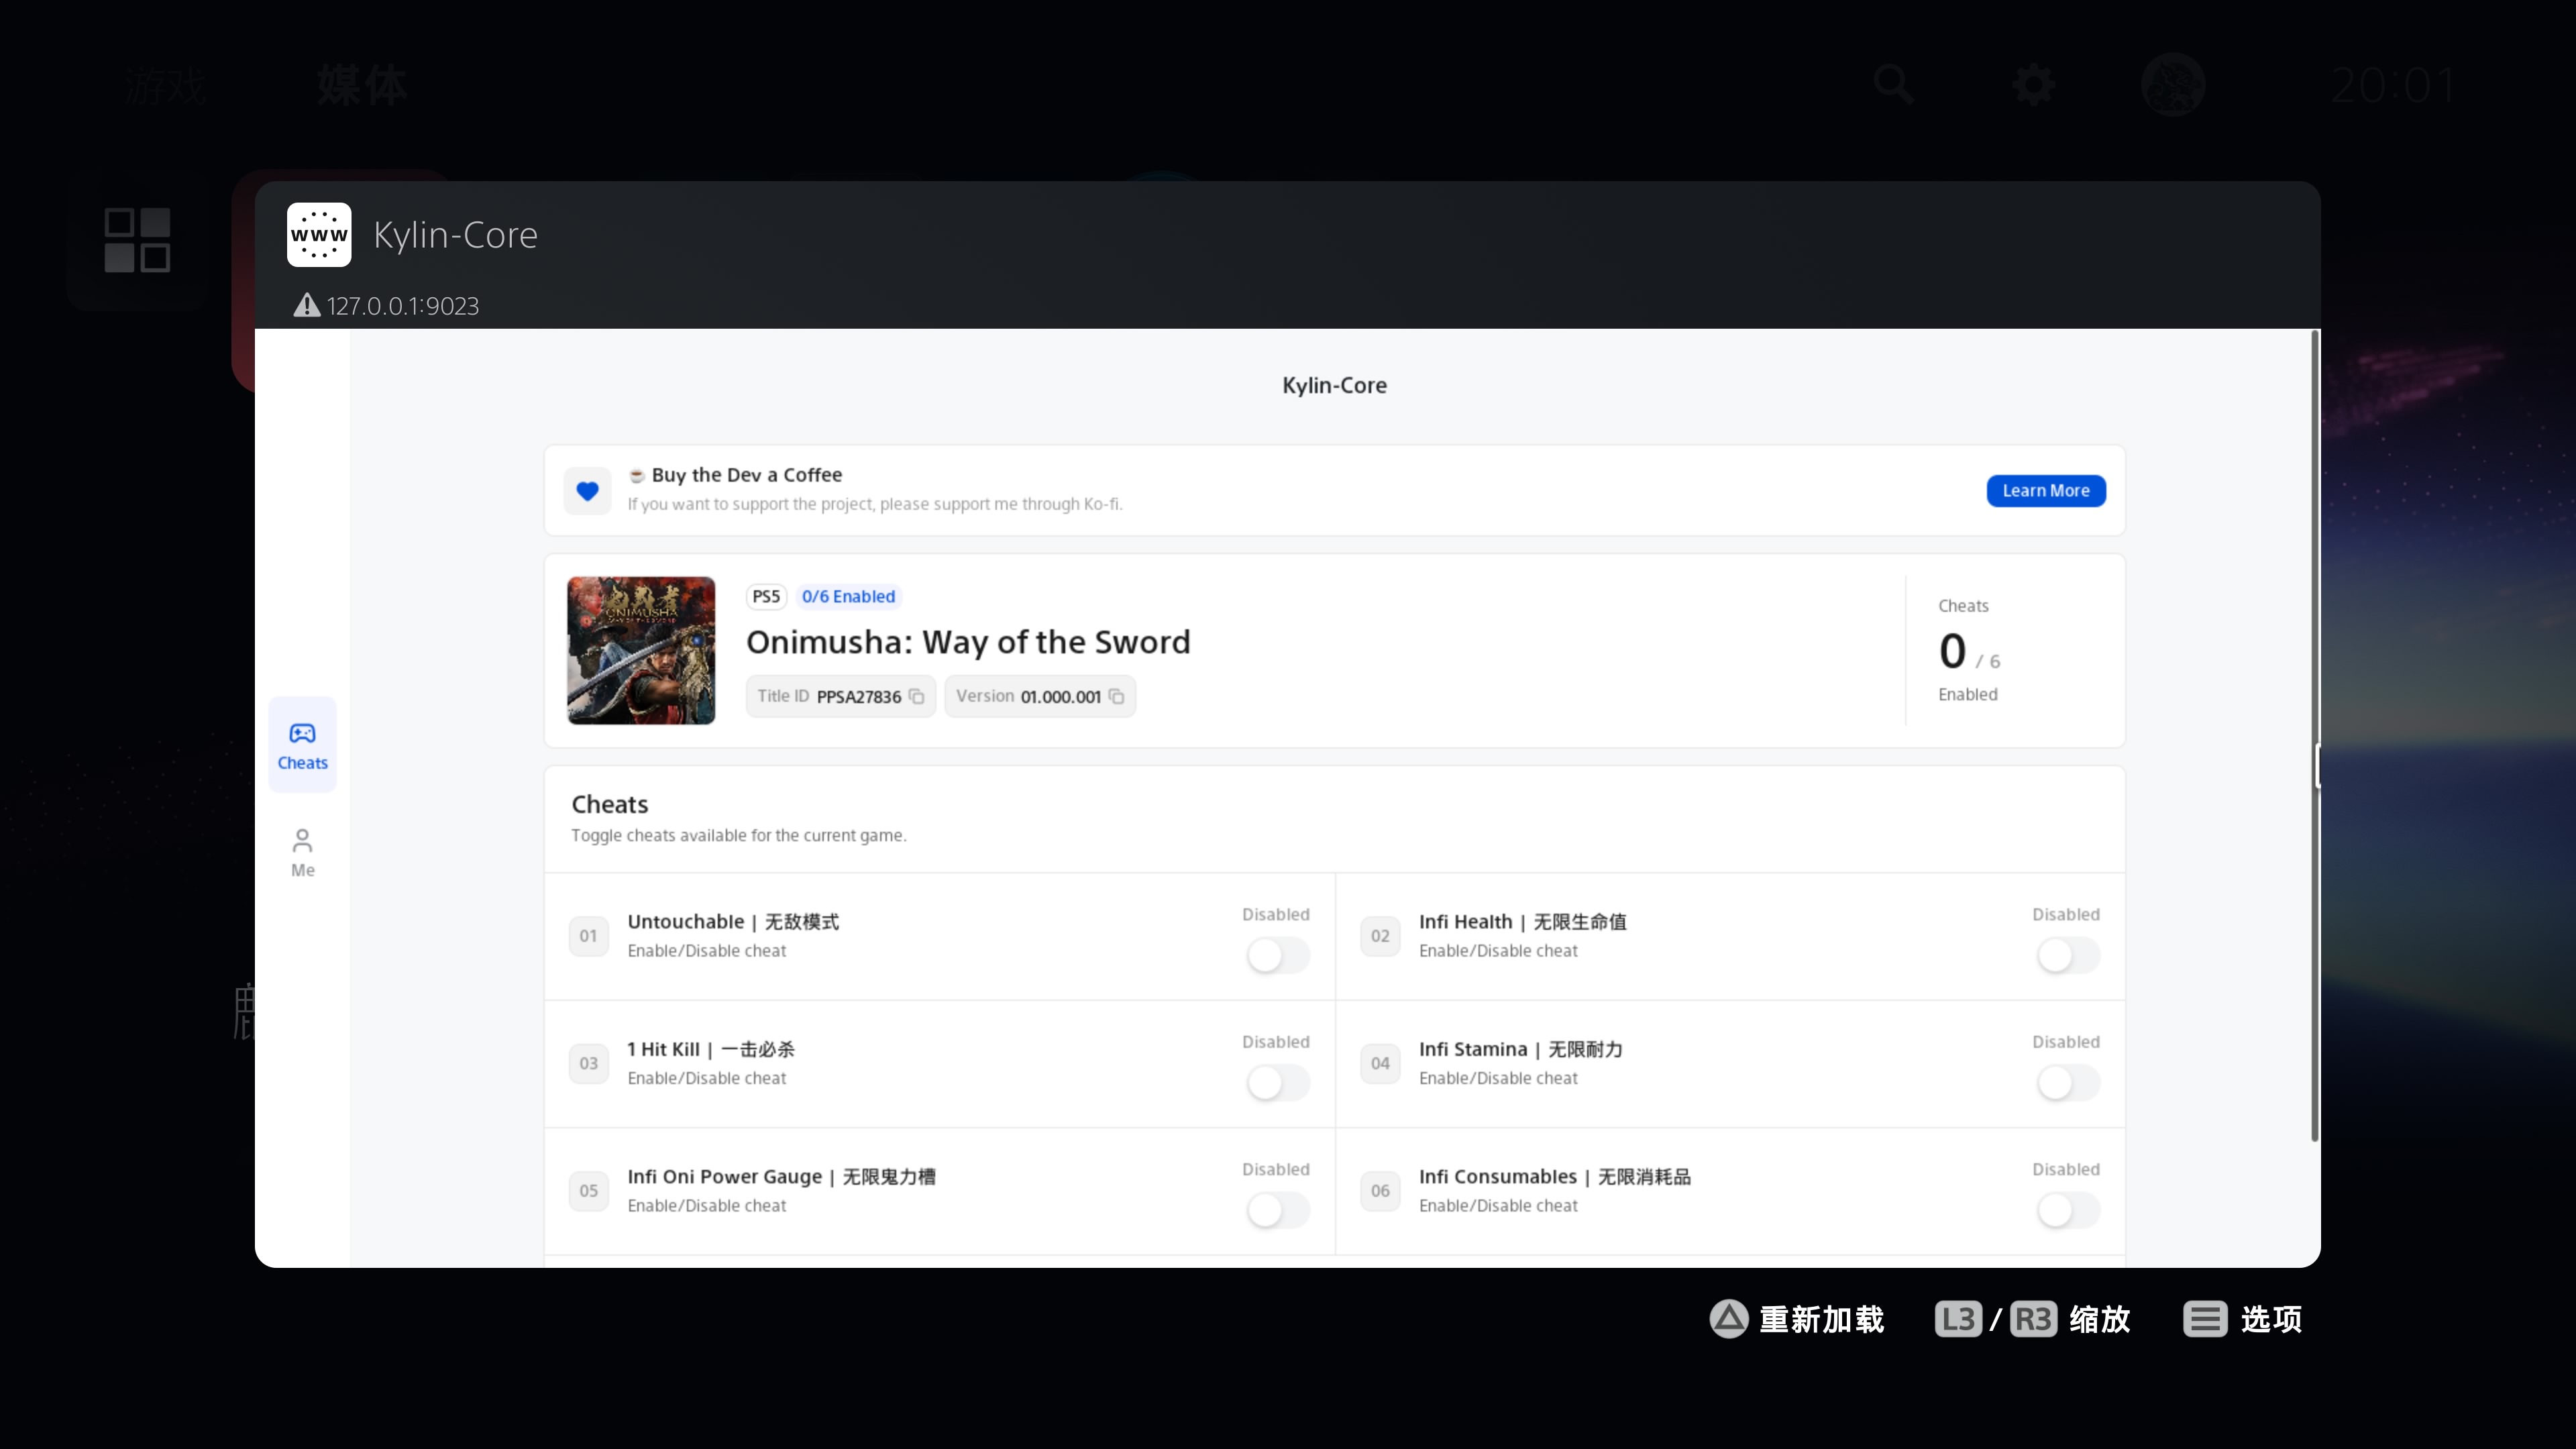 游戏
媒体
20:01
www
Kylin-Core
127.0.0.1:9023
Kylin-Core
☕ Buy the Dev a Coffee
If you want to support the project, please support me through Ko-fi.
Learn More
ONIMUSHA
PS5
0/6 Enabled
Onimusha: Way of the Sword
Title ID PPSA27836
Version 01.000.001
Cheats
0 / 6
Enabled
Cheats
Me
Cheats
Toggle cheats available for the current game.
01
Untouchable | 无敌模式
Enable/Disable cheat
Disabled
02
Infi Health | 无限生命值
Enable/Disable cheat
Disabled
03
1 Hit Kill | 一击必杀
Enable/Disable cheat
Disabled
04
Infi Stamina | 无限耐力
Enable/Disable cheat
Disabled
05
Infi Oni Power Gauge | 无限鬼力槽
Enable/Disable cheat
Disabled
06
Infi Consumables | 无限消耗品
Enable/Disable cheat
Disabled
重新加载
L3 / R3 缩放
选项